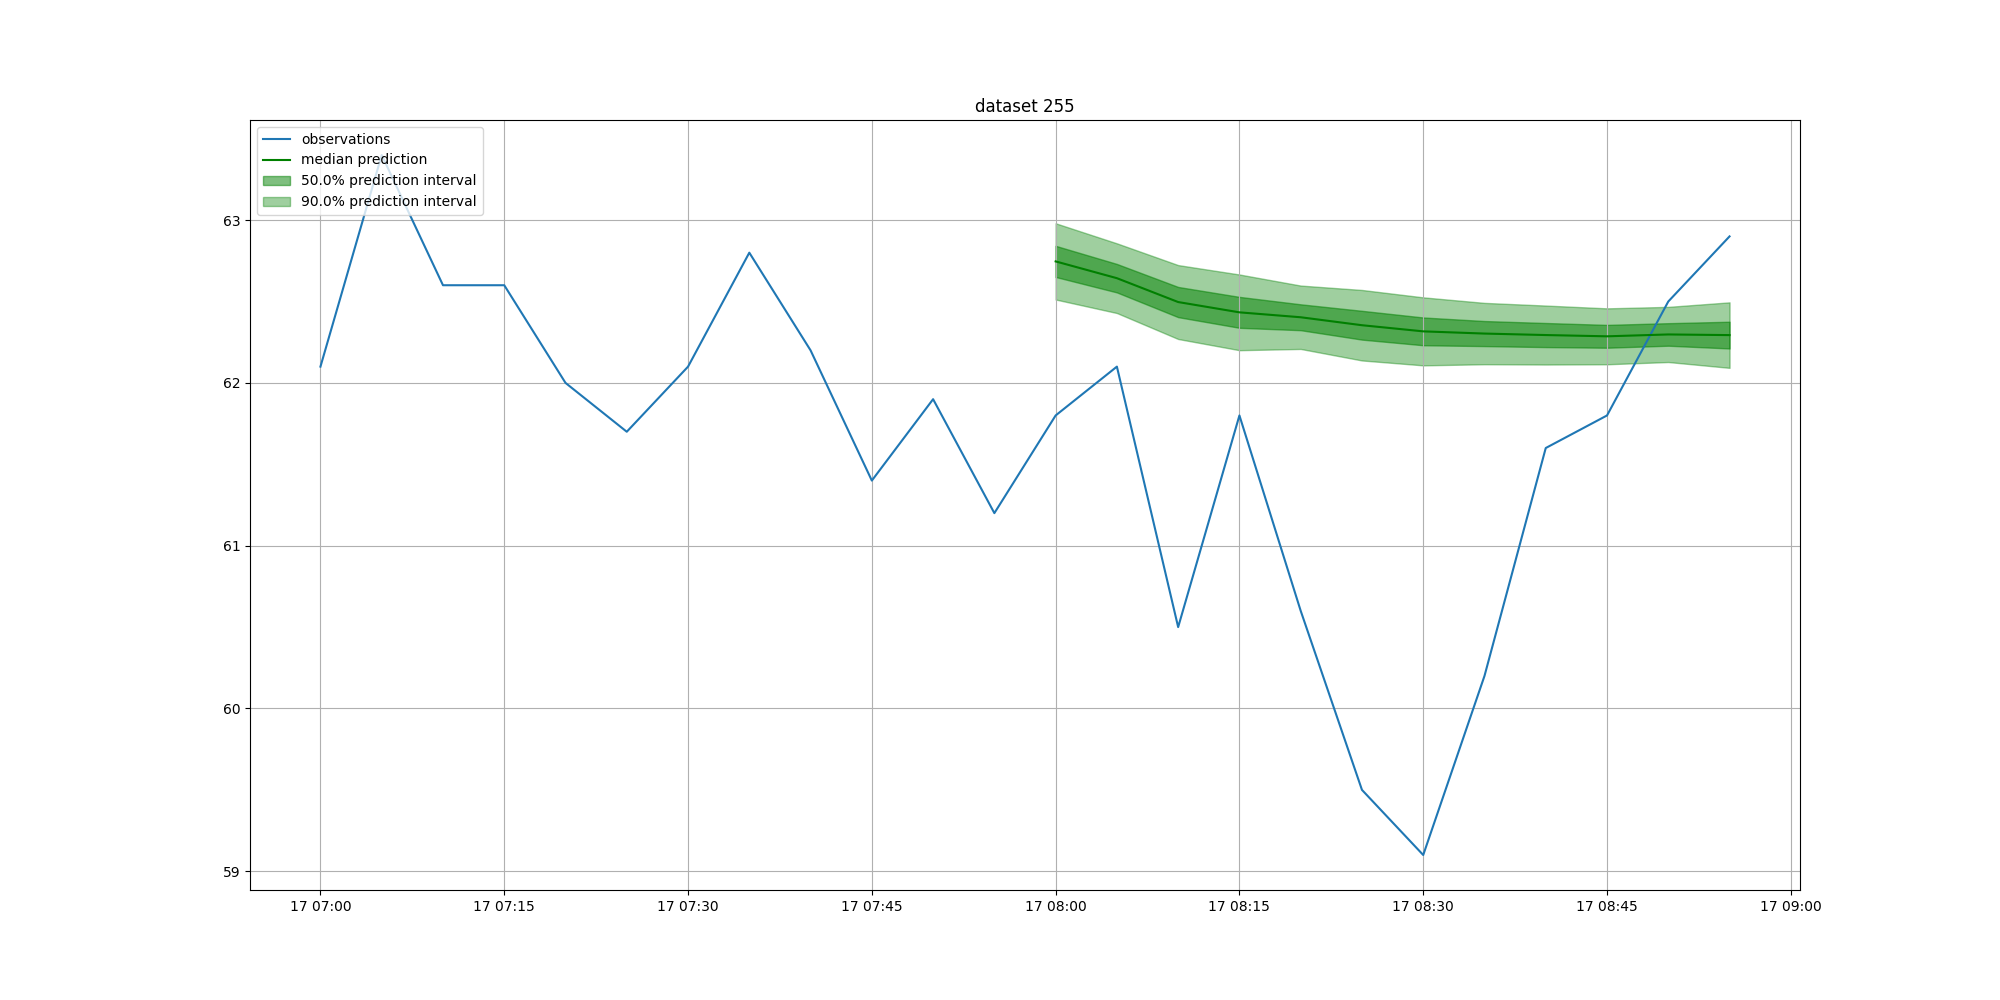 dataset 255
observations
median prediction
50.0% prediction interval
90.0% prediction interval
63
62
61
60
59
17 07:00
17 07:15
17 07:30
17 07:45
17 08:00
17 08:15
17 08:30
17 08:45
17 09:00